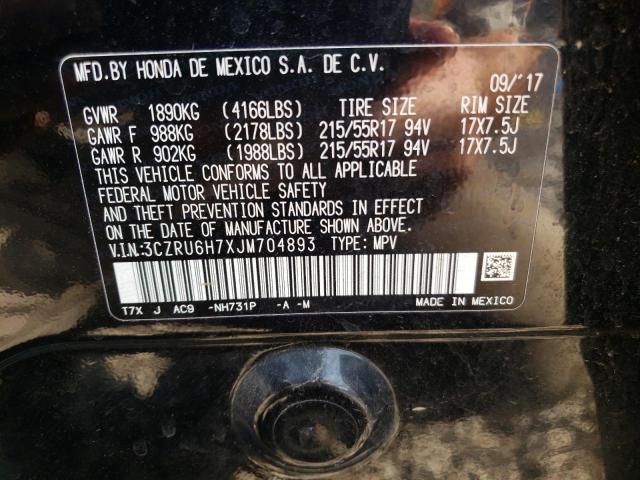 MFD.BY HONDA DE MEXICO S.A. DE C.V.
09/'17
GVWR 1890KG (4166LBS) TIRE SIZE RIM SIZE
GAWR F 988KG (2178LBS) 215/55R17 94V 17X7.5J
GAWR R 902KG (1988LBS) 215/55R17 94V 17X7.5J
THIS VEHICLE CONFORMS TO ALL APPLICABLE
FEDERAL MOTOR VEHICLE SAFETY
AND THEFT PREVENTION STANDARDS IN EFFECT
ON THE DATE OF MANUFACTURE SHOWN ABOVE.
V.I.N:3CZRU6H7XJM704893 TYPE: MPV
T7X J AC9 -NH731P -A -M MADE IN MEXICO